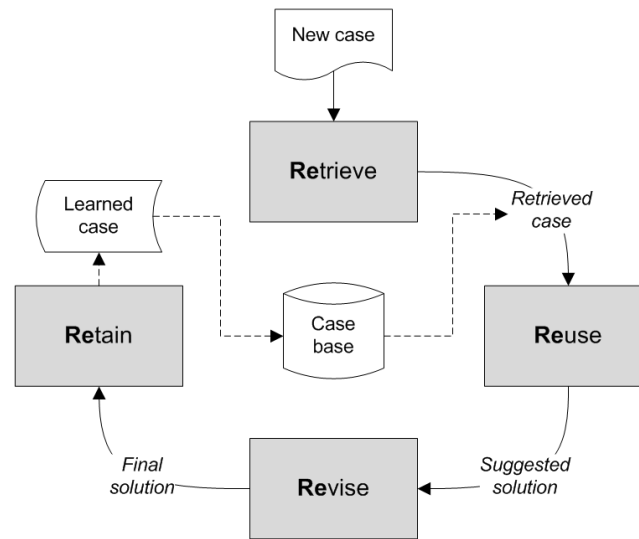 New case
Retrieve
Retrieved
case
Learned
case
Case
base
Retain
Reuse
Final
solution
Revise
Suggested
solution